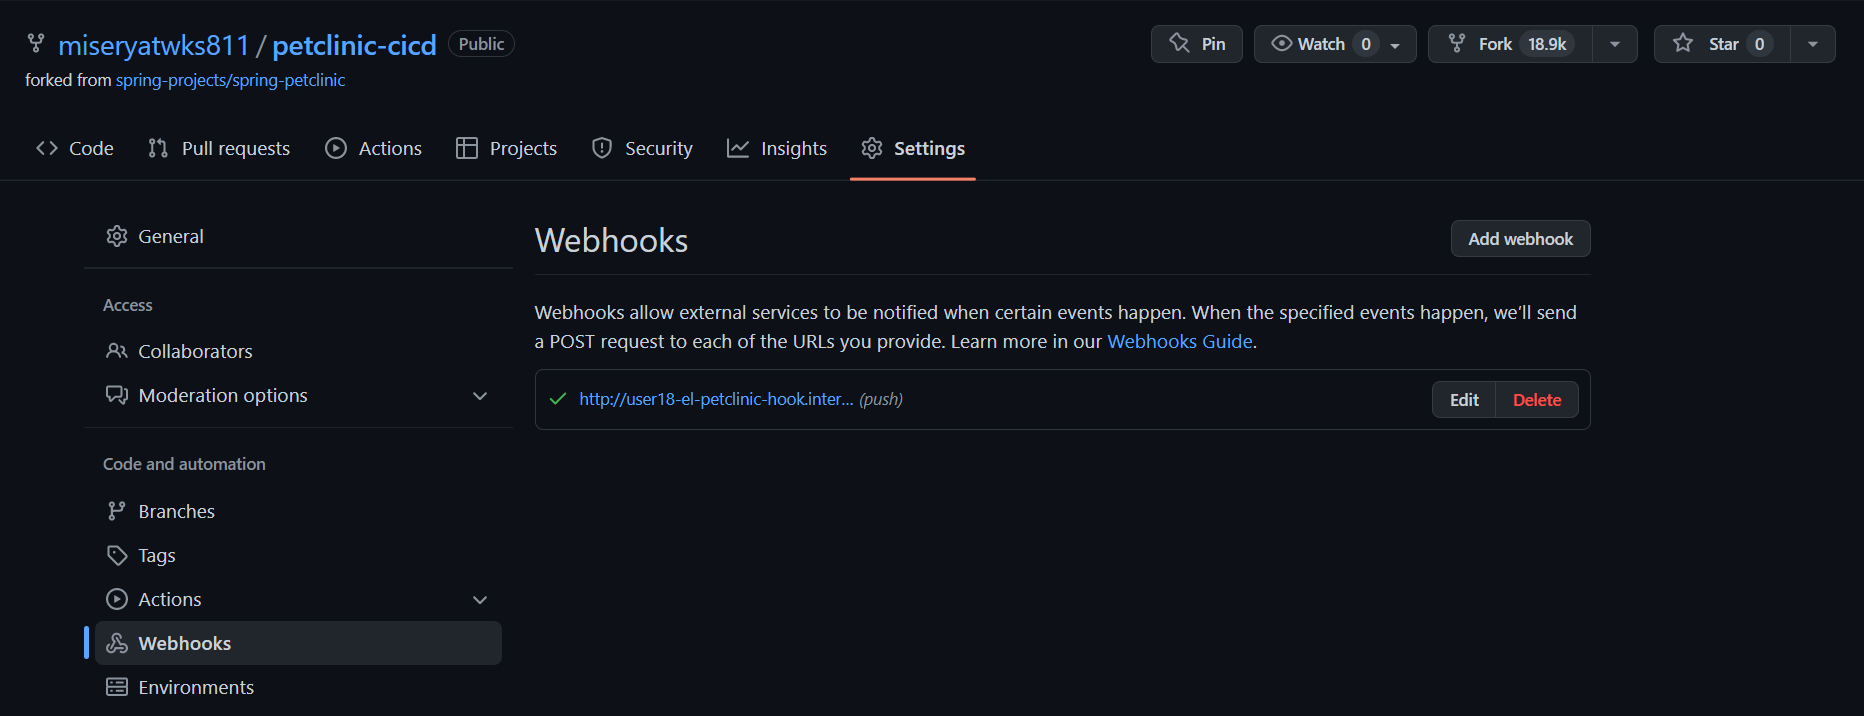 miseryatwks811 / petclinic-cicd Public
Pin Watch 0 Fork 18.9k Star 0
forked from spring-projects/spring-petclinic
Code Pull requests Actions Projects Security Insights Settings
General
Access
Collaborators
Moderation options
Code and automation
Branches
Tags
Actions
Webhooks
Environments
Webhooks Add webhook
Webhooks allow external services to be notified when certain events happen. When the specified events happen, we’ll send
a POST request to each of the URLs you provide. Learn more in our Webhooks Guide.
http://user18-el-petclinic-hook.inter... (push) Edit Delete